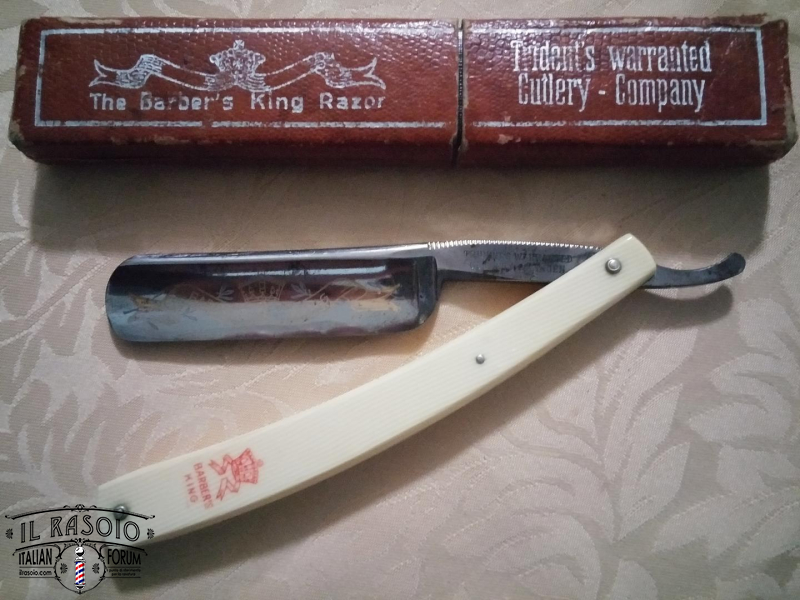 The Barber's King Razor
Trident's warranted
Cutlery - Company
BARBER'S
KING
IL RASOIO
ITALIAN FORUM
ilrasoio.com